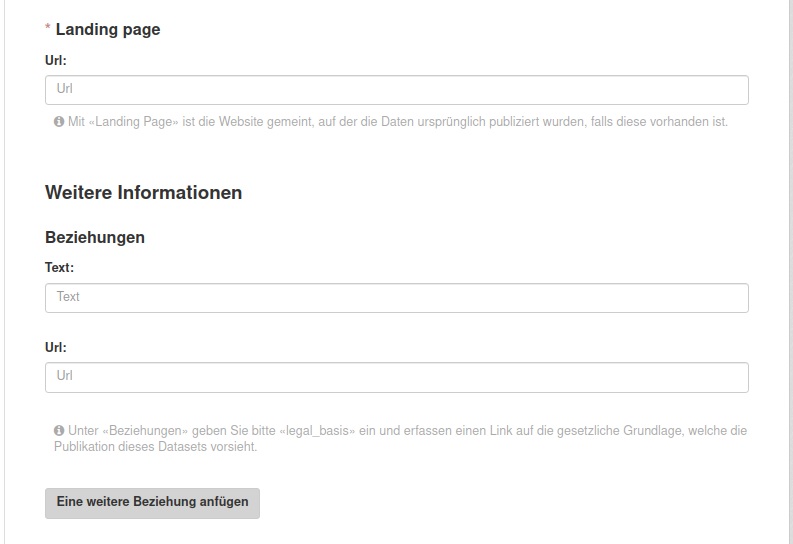 * Landing page
Url:
Url
Mit «Landing Page» ist die Website gemeint, auf der die Daten ursprünglich publiziert wurden, falls diese vorhanden ist.
Weitere Informationen
Beziehungen
Text:
Text
Url:
Url
Unter «Beziehungen» geben Sie bitte «legal_basis» ein und erfassen einen Link auf die gesetzliche Grundlage, welche die
Publikation dieses Datasets vorsieht.
Eine weitere Beziehung anfügen